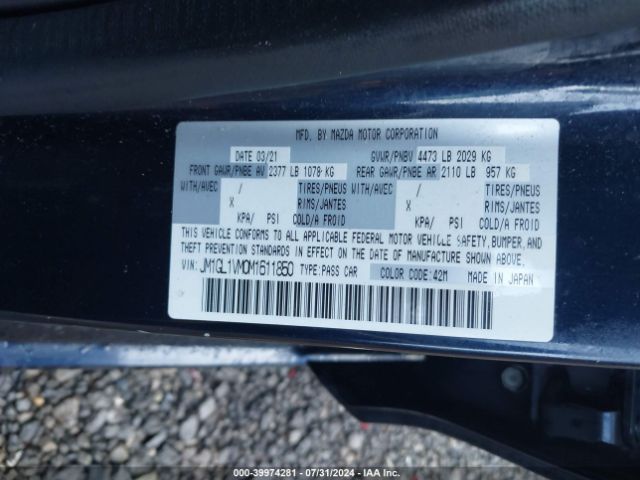 MFD. BY MAZDA MOTOR CORPORATION
DATE 03/21 GVWR/PNBV 4473 LB 2029 KG
FRONT GAWR/PNBE AV 2377 LB 1078 KG REAR GAWR/PNBE AR 2110 LB 957 KG
WITH/AVEC / TIRES/PNEUS WITH/AVEC / TIRES/PNEUS
X RIMS/JANTES X RIMS/JANTES
KPA/ PSI COLD/A FROID KPA/ PSI COLD/A FROID
THIS VEHICLE CONFORMS TO ALL APPLICABLE FEDERAL MOTOR VEHICLE SAFETY, BUMPER, AND
THEFT PREVENTION STANDARDS IN EFFECT ON THE DATE OF MANUFACTURE SHOWN ABOVE.
VIN: JM1GL1VM0M1611850 TYPE: PASS CAR COLOR CODE: 42M MADE IN JAPAN
000-39974281 - 07/31/2024 - IAA Inc.